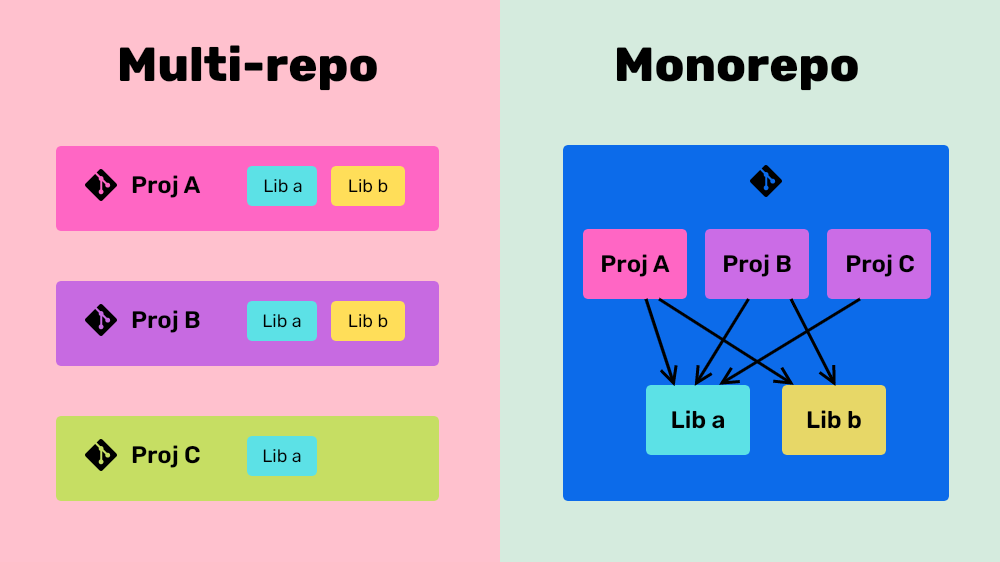 Multi-repo
Proj A Lib a Lib b
Proj B Lib a Lib b
Proj C Lib a
Monorepo
Proj A Proj B Proj C
Lib a Lib b